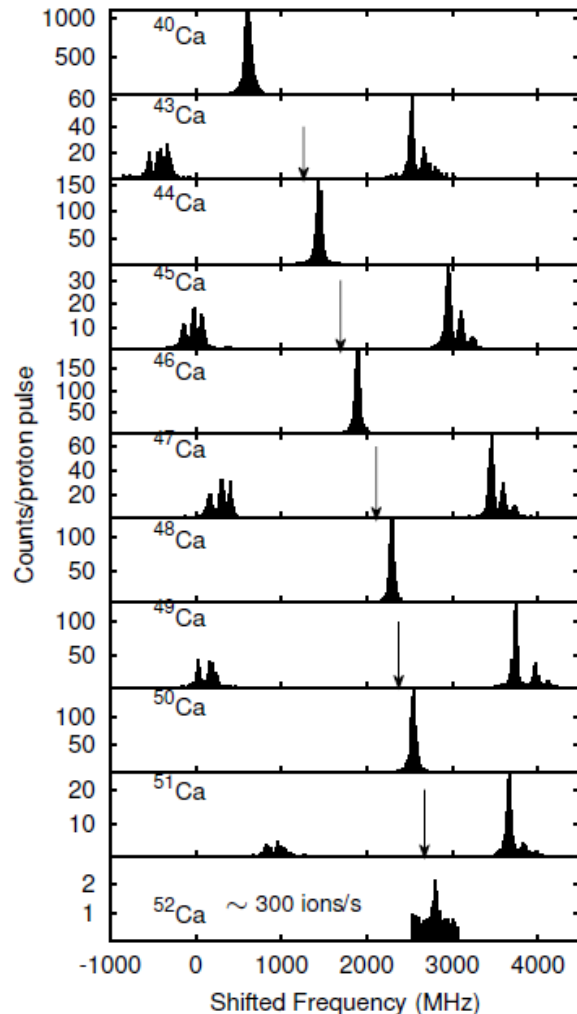 1000
500
⁴⁰Ca
60
40
20
⁴³Ca
150
100
50
⁴⁴Ca
30
20
10
⁴⁵Ca
150
100
50
⁴⁶Ca
60
40
20
⁴⁷Ca
100
50
⁴⁸Ca
100
50
⁴⁹Ca
100
50
⁵⁰Ca
20
10
⁵¹Ca
2
1
⁵²Ca ∼ 300 ions/s
Counts/proton pulse
-1000 0 1000 2000 3000 4000
Shifted Frequency (MHz)